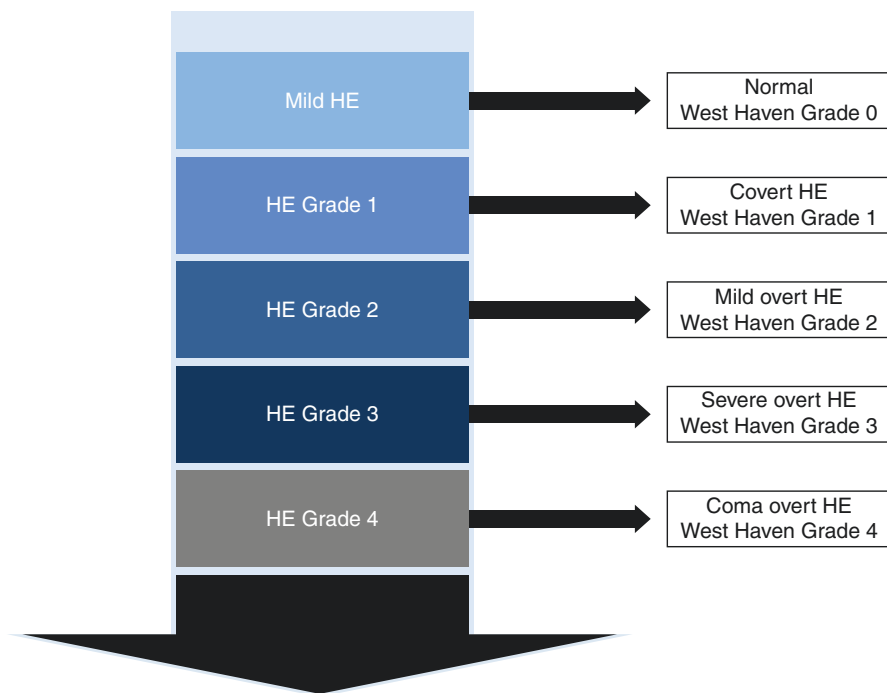 Mild HE
Normal
West Haven Grade 0
HE Grade 1
Covert HE
West Haven Grade 1
HE Grade 2
Mild overt HE
West Haven Grade 2
HE Grade 3
Severe overt HE
West Haven Grade 3
HE Grade 4
Coma overt HE
West Haven Grade 4